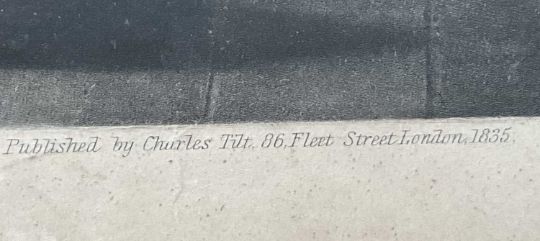 Published by Charles Tilt, 86, Fleet Street London, 1835.